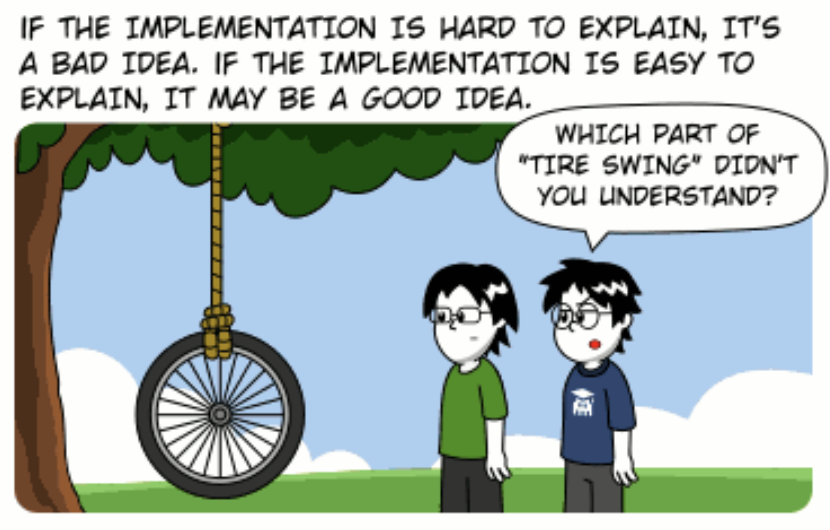 IF THE IMPLEMENTATION IS HARD TO EXPLAIN, IT'S
A BAD IDEA. IF THE IMPLEMENTATION IS EASY TO
EXPLAIN, IT MAY BE A GOOD IDEA.
WHICH PART OF
"TIRE SWING" DIDN'T
YOU UNDERSTAND?